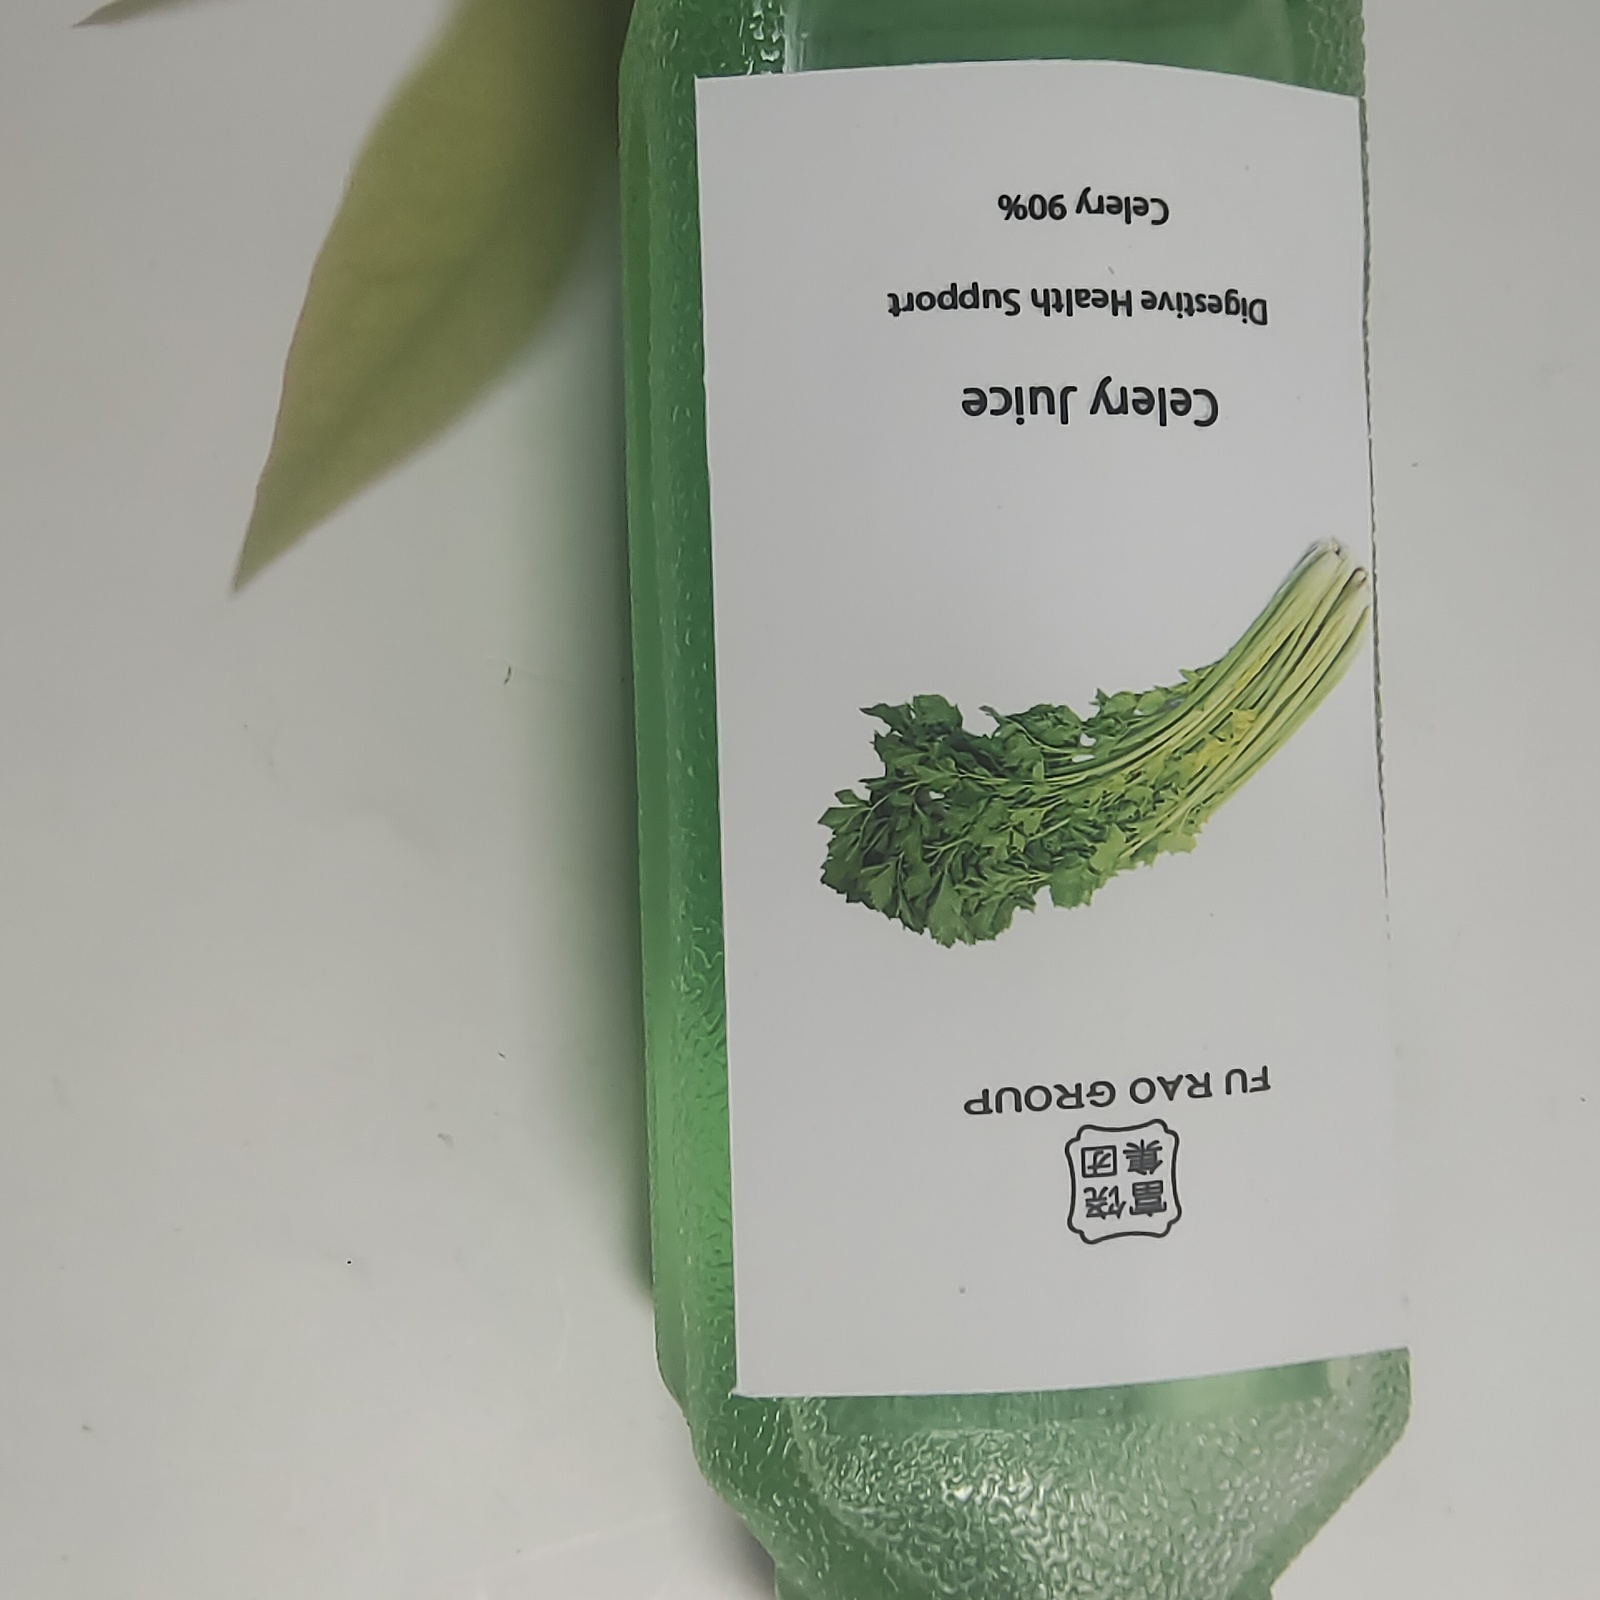 富饶
集团
FU RAO GROUP
Celery Juice
Digestive Health Support
Celery 90%